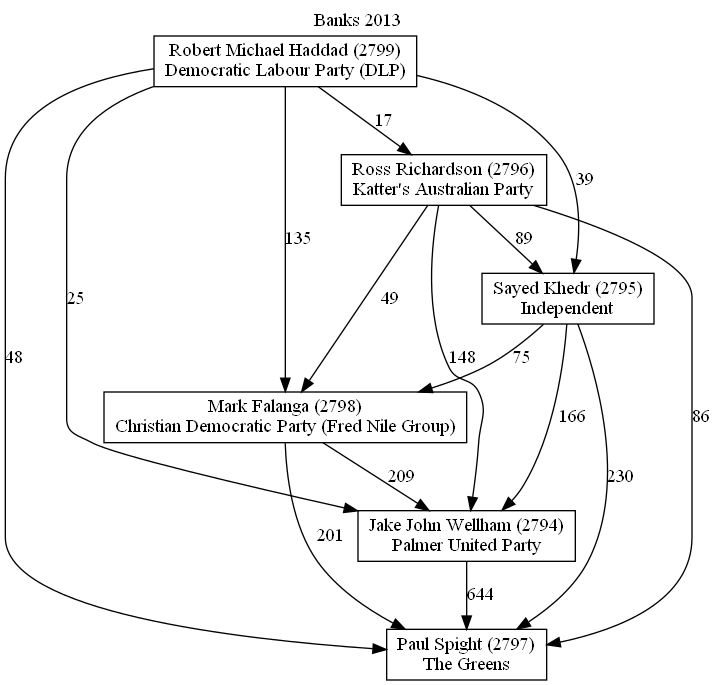 Banks 2013
Robert Michael Haddad (2799)
Democratic Labour Party (DLP)
17
Ross Richardson (2796)
Katter's Australian Party
39
135
89
Sayed Khedr (2795)
Independent
25
49
48
148
75
Mark Falanga (2798)
Christian Democratic Party (Fred Nile Group)
166
86
209
230
Jake John Wellham (2794)
Palmer United Party
201
644
Paul Spight (2797)
The Greens